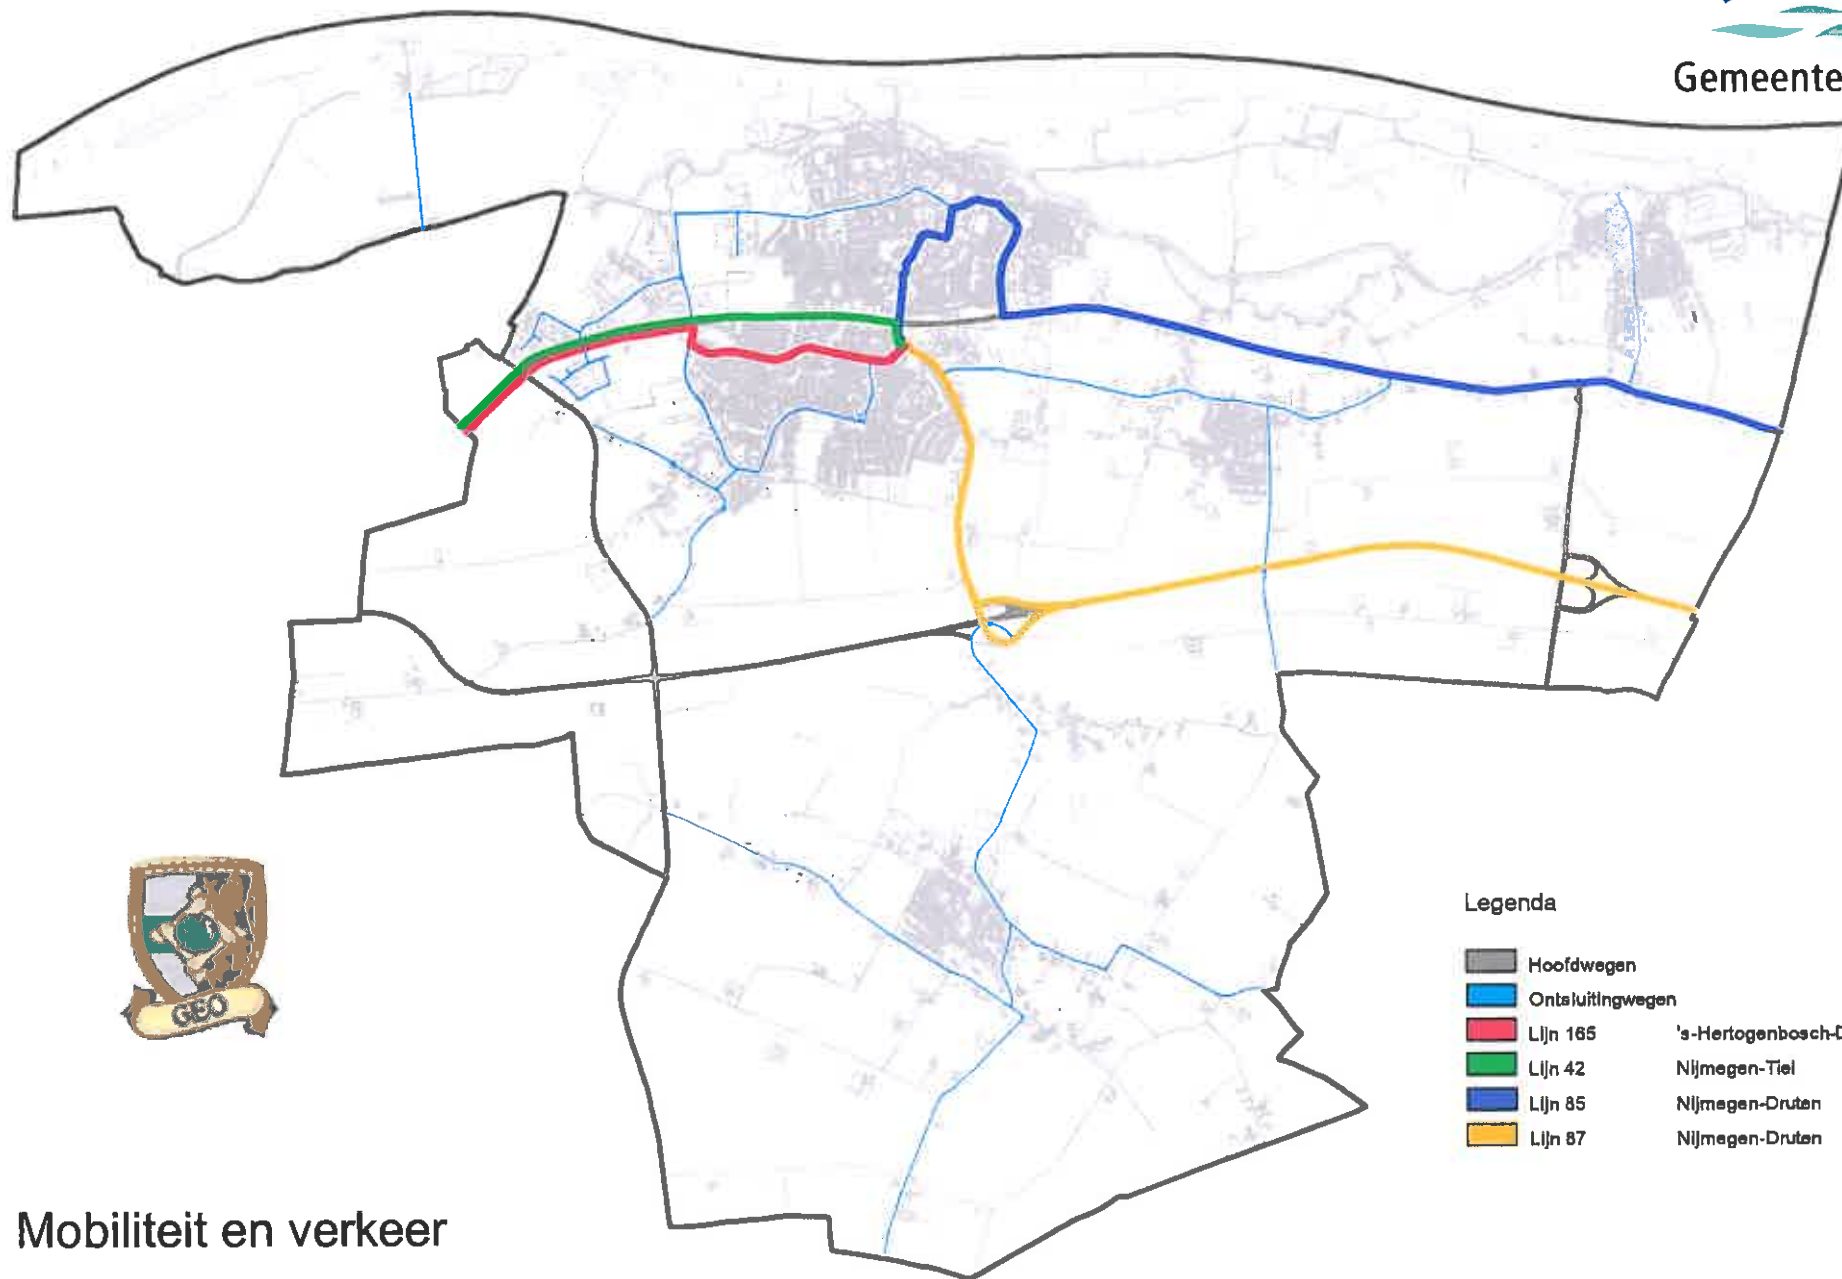 Gemeente
GEO
Legenda
Hoofdwegen
Ontsluitingwegen
Lijn 165 's-Hertogenbosch-D
Lijn 42 Nijmegen-Tiel
Lijn 85 Nijmegen-Druten
Lijn 87 Nijmegen-Druten
Mobiliteit en verkeer